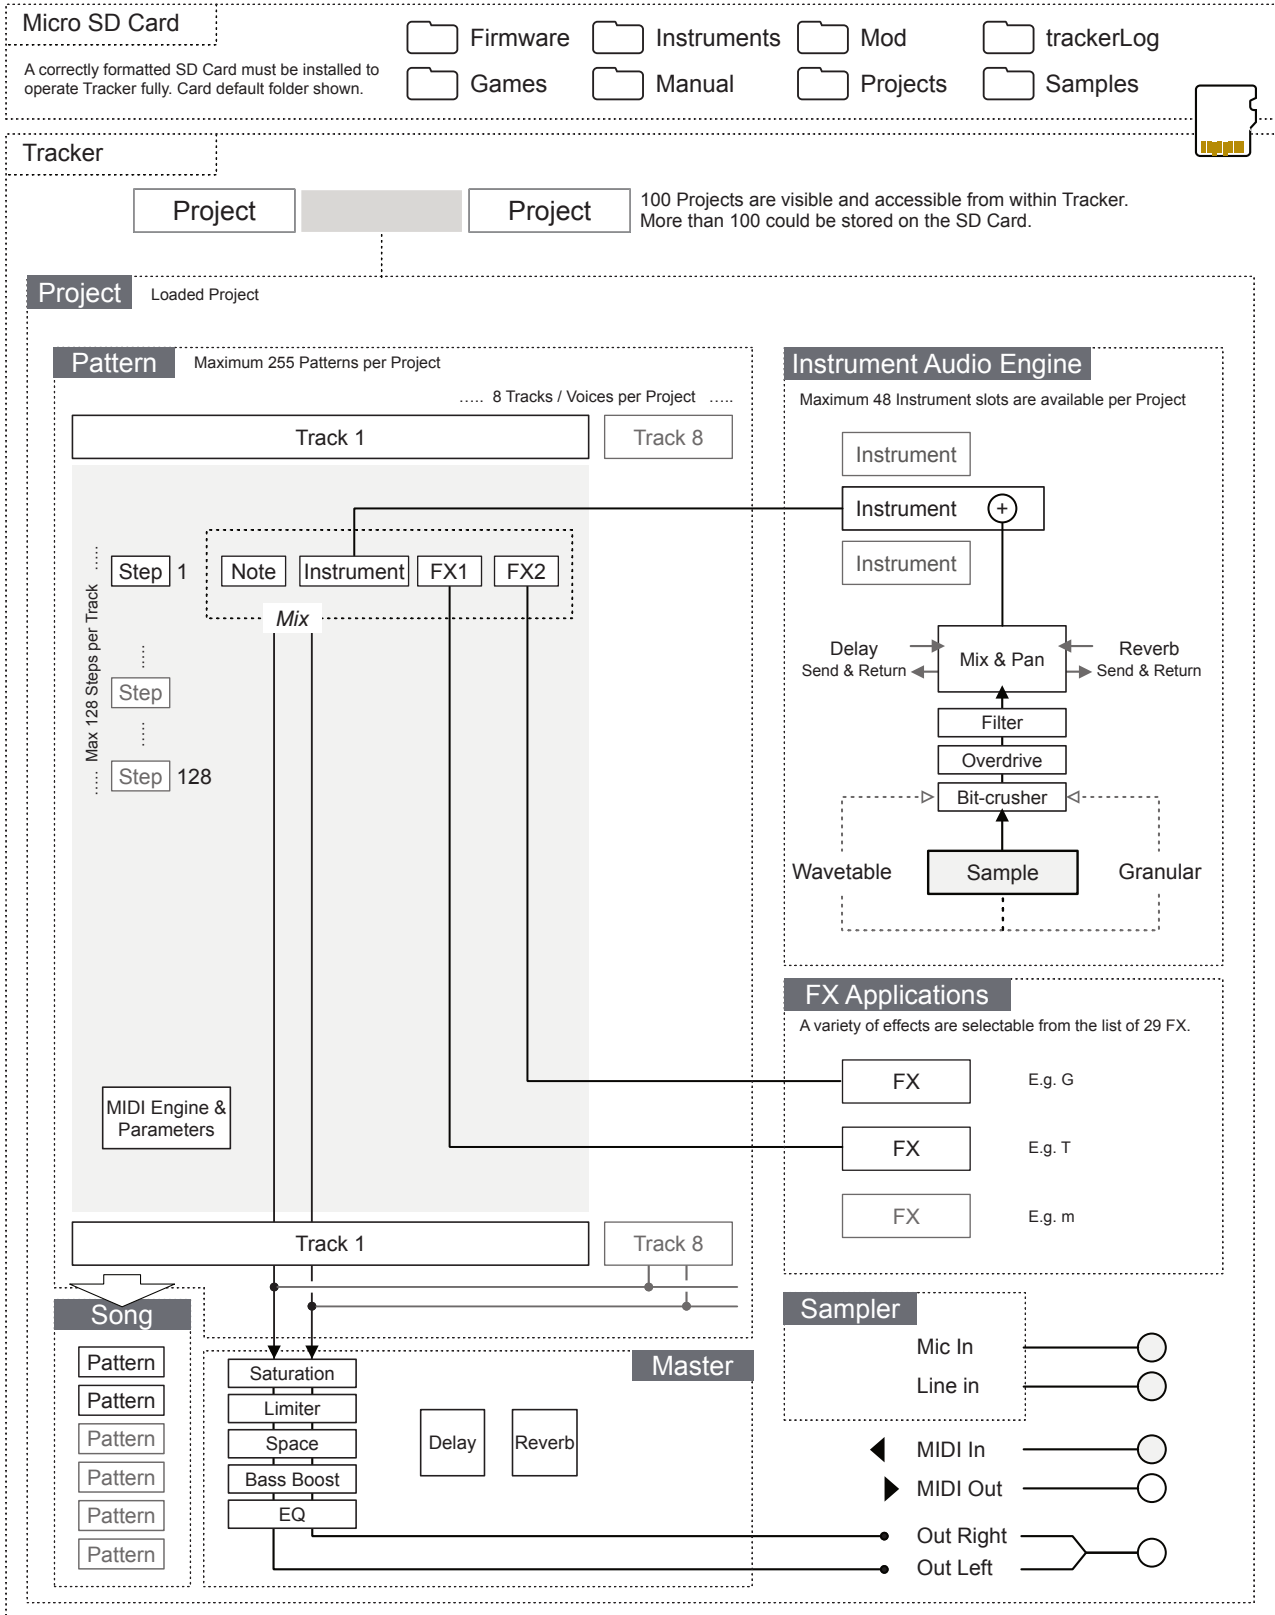 Micro SD Card
A correctly formatted SD Card must be installed to
operate Tracker fully. Card default folder shown.
Firmware
Instruments
Mod
trackerLog
Games
Manual
Projects
Samples
Tracker
Project
Project
100 Projects are visible and accessible from within Tracker.
More than 100 could be stored on the SD Card.
Project
Loaded Project
Pattern
Maximum 255 Patterns per Project
..... 8 Tracks / Voices per Project .....
Track 1
Track 8
..... Max 128 Steps per Track .....
Step 1
Note
Instrument
FX1
FX2
Mix
Step
Step 128
MIDI Engine &
Parameters
Track 1
Track 8
Instrument Audio Engine
Maximum 48 Instrument slots are available per Project
Instrument
Instrument +
Instrument
Delay
Send & Return
Mix & Pan
Reverb
Send & Return
Filter
Overdrive
Bit-crusher
Wavetable
Sample
Granular
FX Applications
A variety of effects are selectable from the list of 29 FX.
FX E.g. G
FX E.g. T
FX E.g. m
Song
Pattern
Pattern
Pattern
Pattern
Pattern
Pattern
Master
Saturation
Limiter
Space
Bass Boost
EQ
Delay
Reverb
Sampler
Mic In
Line in
MIDI In
MIDI Out
Out Right
Out Left